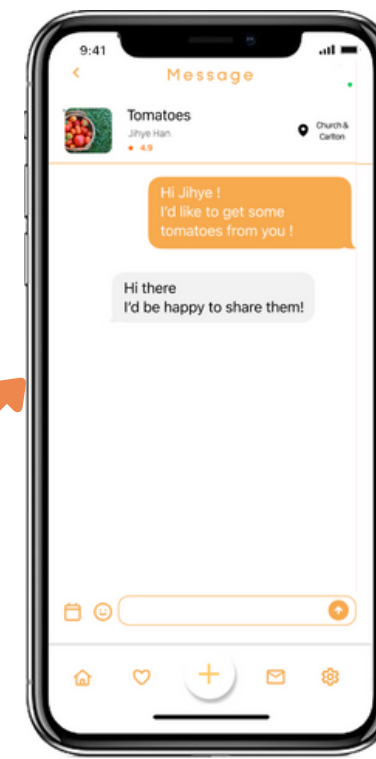 9:41
Message
Tomatoes
Jihye Han
★ 4.9
Church &
Carlton
Hi Jihye !
I'd like to get some
tomatoes from you !
Hi there
I'd be happy to share them!